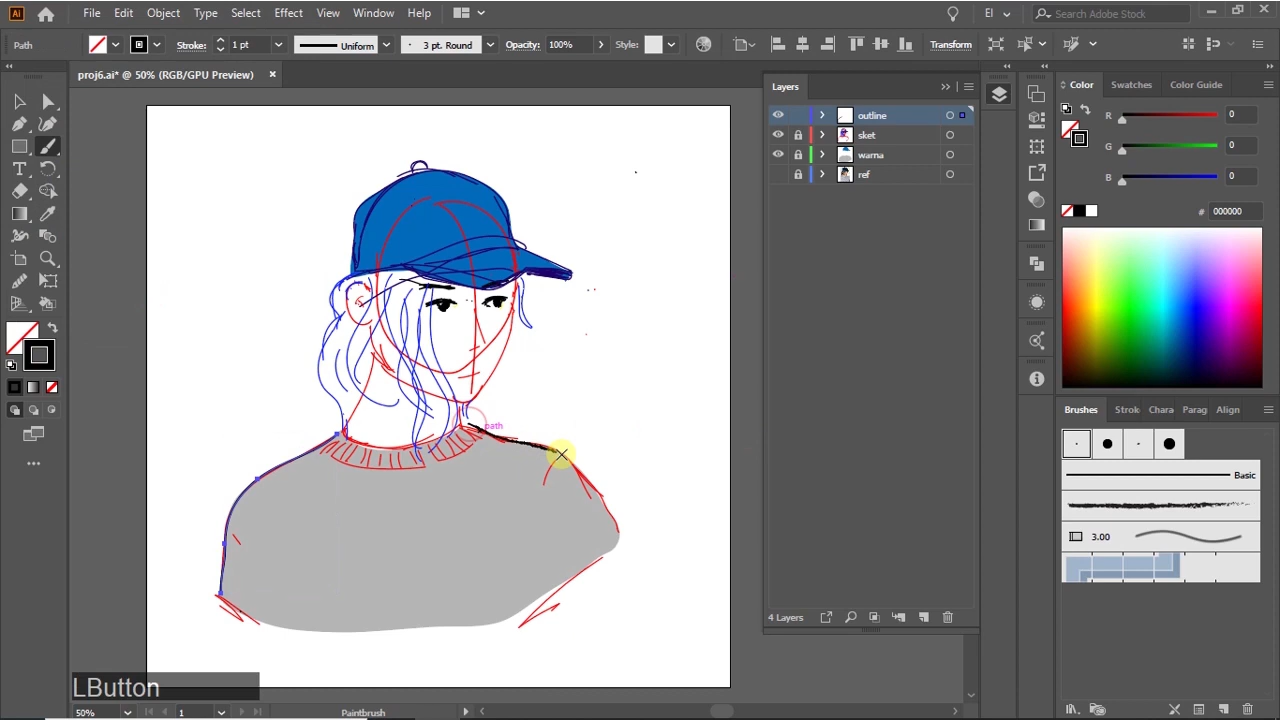 Ai File Edit Object Type Select Effect View Window Help El Search Adobe Stock
Path Stroke: 1 pt Uniform 3 pt. Round Opacity: 100% Style: Transform
proj6.ai* @ 50% (RGB/GPU Preview)
Layers
outline
sket
warna
ref
4 Layers
Color Swatches Color Guide
R 0
G 0
B 0
# 000000
Brushes Strok Chara Parag Align
Basic
3.00
path
LButton
50% 1 Paintbrush